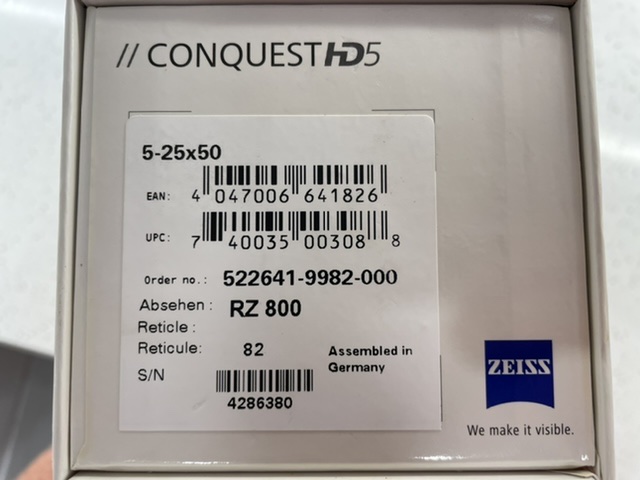 // CONQUEST HD5
5-25x50
EAN: 4 047006 641826
UPC: 7 40035 00308 8
Order no.: 522641-9982-000
Absehen: RZ 800
Reticle:
Reticule: 82
Assembled in
Germany
S/N
4286380
ZEISS
We make it visible.